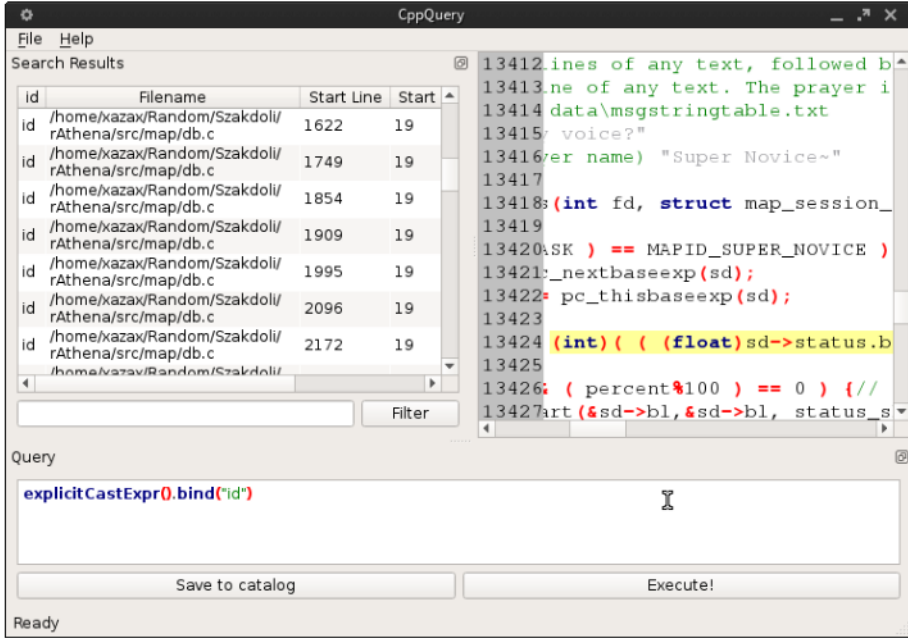 CppQuery
File Help
Search Results
id Filename Start Line Start
id /home/xazax/Random/Szakdoli/
rAthena/src/map/db.c 1622 19
id /home/xazax/Random/Szakdoli/
rAthena/src/map/db.c 1749 19
id /home/xazax/Random/Szakdoli/
rAthena/src/map/db.c 1854 19
id /home/xazax/Random/Szakdoli/
rAthena/src/map/db.c 1909 19
id /home/xazax/Random/Szakdoli/
rAthena/src/map/db.c 1995 19
id /home/xazax/Random/Szakdoli/
rAthena/src/map/db.c 2096 19
id /home/xazax/Random/Szakdoli/
rAthena/src/map/db.c 2172 19
/home/xazax/Random/Szakdoli/
Filter
13412 ines of any text, followed b
13413 ne of any text. The prayer i
13414 data\msgstringtable.txt
13415 voice?"
13416 er name) "Super Novice~"
13417
13418 (int fd, struct map_session_
13419
13420 SK ) == MAPID_SUPER_NOVICE )
13421 _nextbaseexp(sd);
13422 = pc_thisbaseexp(sd);
13423
13424 (int)( ( (float)sd->status.b
13425
13426 ( percent%100 ) == 0 ) {//
13427 art(&sd->bl,&sd->bl, status_s
Query
explicitCastExpr().bind("id")
Save to catalog Execute!
Ready